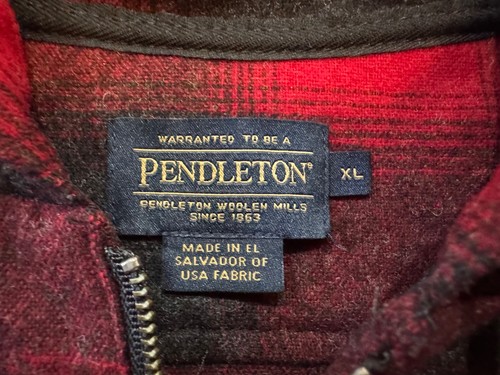 WARRANTED TO BE A
PENDLETON®
XL
PENDLETON WOOLEN MILLS
SINCE 1863
MADE IN EL
SALVADOR OF
USA FABRIC